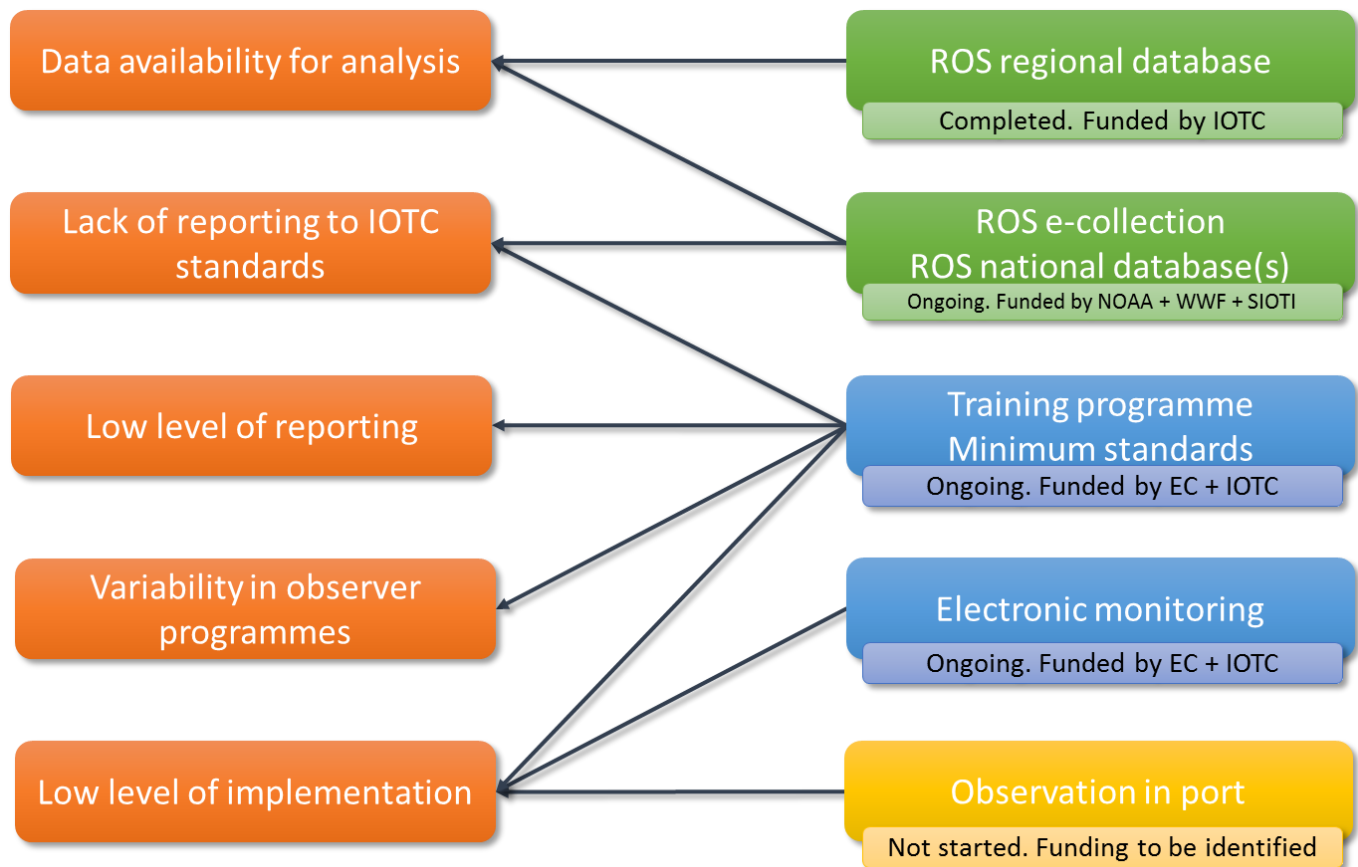 Data availability for analysis
ROS regional database
Completed. Funded by IOTC
Lack of reporting to IOTC
standards
ROS e-collection
ROS national database(s)
Ongoing. Funded by NOAA + WWF + SIOTI
Low level of reporting
Training programme
Minimum standards
Ongoing. Funded by EC + IOTC
Variability in observer
programmes
Electronic monitoring
Ongoing. Funded by EC + IOTC
Low level of implementation
Observation in port
Not started. Funding to be identified